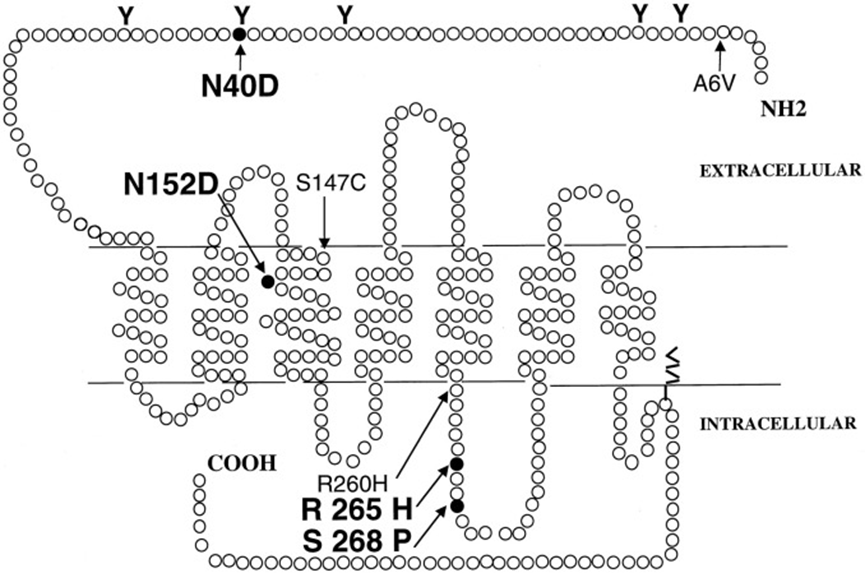 Y Y Y Y Y
N40D
A6V
NH2
EXTRACELLULAR
N152D
S147C
INTRACELLULAR
COOH
R260H
R 265 H
S 268 P